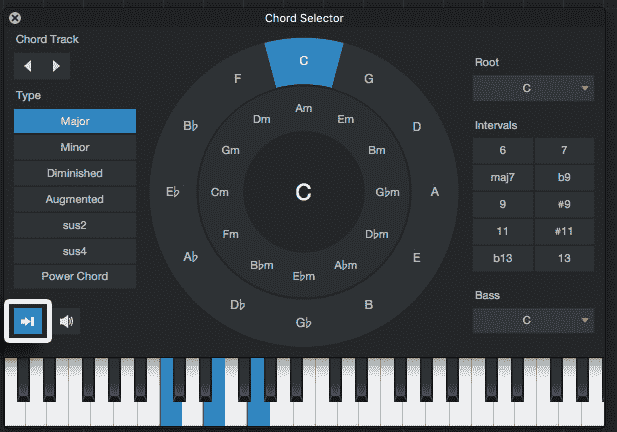 Chord Selector
Chord Track
Type
Major
Minor
Diminished
Augmented
sus2
sus4
Power Chord
C
G
D
A
E
B
G♭
D♭
A♭
E♭
B♭
F
Am
Em
Bm
G♭m
D♭m
A♭m
E♭m
B♭m
Fm
Cm
Gm
Dm
C
Root
C
Intervals
6 7
maj7 b9
9 #9
11 #11
b13 13
Bass
C